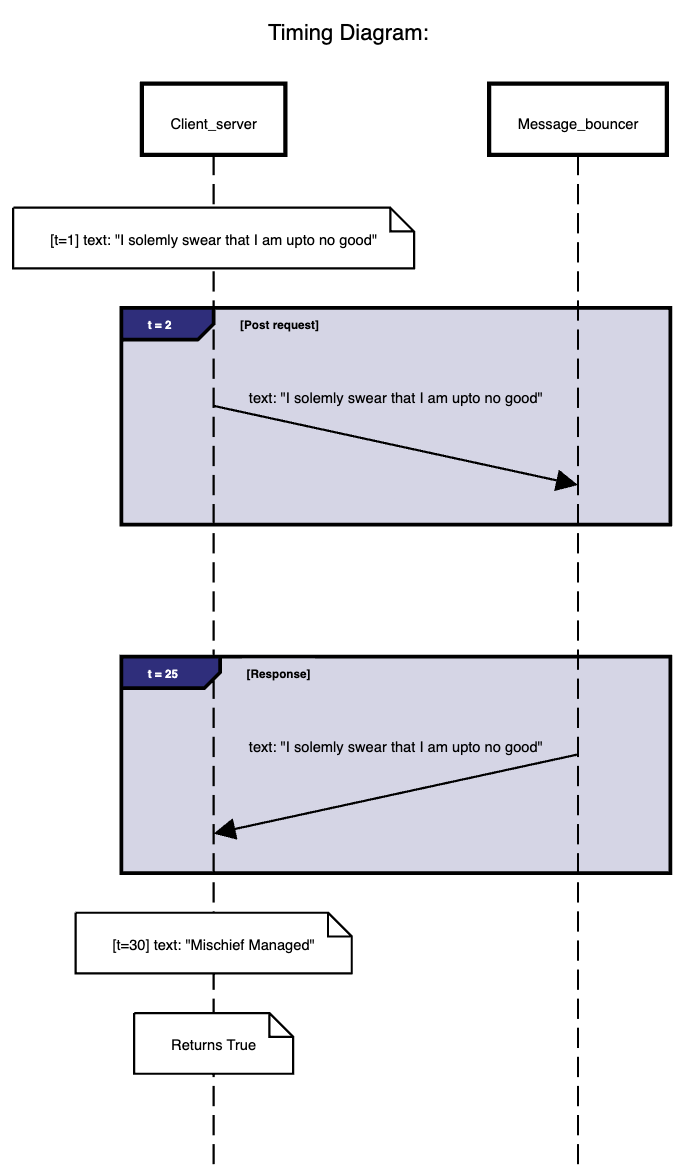 Timing Diagram:
Client_server
Message_bouncer
[t=1] text: "I solemly swear that I am upto no good"
t = 2
[Post request]
text: "I solemly swear that I am upto no good"
t = 25
[Response]
text: "I solemly swear that I am upto no good"
[t=30] text: "Mischief Managed"
Returns True